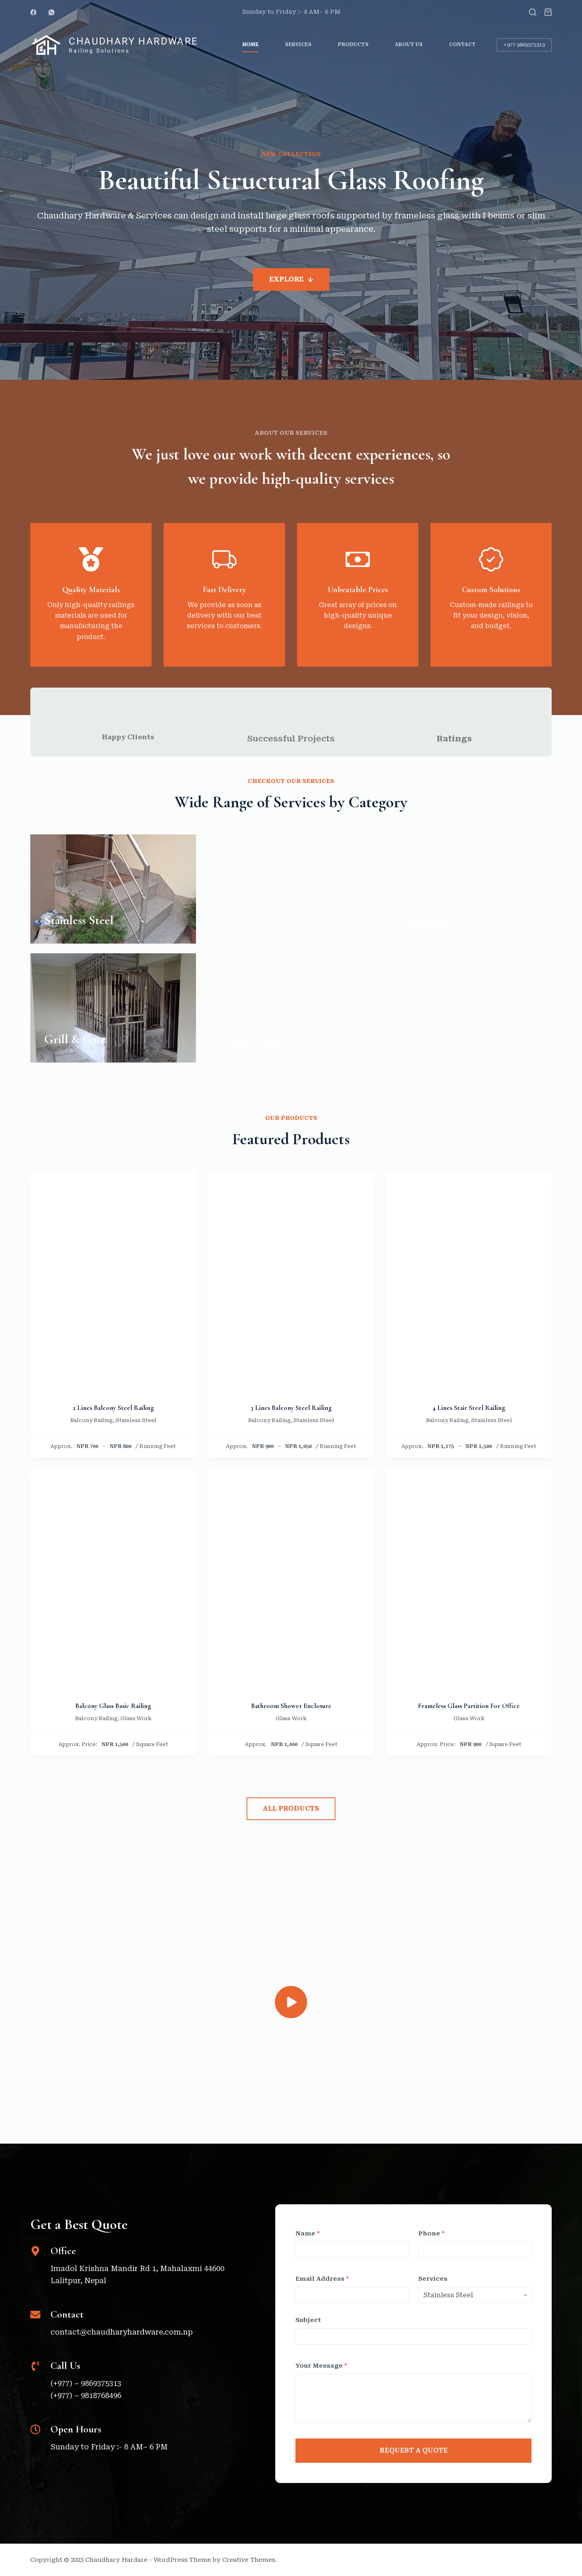 Sunday to Friday :- 8 AM– 6 PM
CHAUDHARY HARDWARE
Railing Solutions
HOME
SERVICES
PRODUCTS
ABOUT US
CONTACT
+977 9869375313
NEW COLLECTION
Beautiful Structural Glass Roofing
Chaudhary Hardware & Services can design and install large glass roofs supported by frameless glass with I beams or slim
steel supports for a minimal appearance.
EXPLORE
ABOUT OUR SERVICES
We just love our work with decent experiences, so
we provide high-quality services
Quality Materials
Only high-quality railings
materials are used for
manufacturing the
product.
Fast Delivery
We provide as soon as
delivery with our best
services to customers.
Unbeatable Prices
Great array of prices on
high-quality unique
designs.
Custom Solutions
Custom-made railings to
fit your design, vision,
and budget.
Happy Clients
Successful Projects
Ratings
CHECKOUT OUR SERVICES
Wide Range of Services by Category
Stainless Steel
Grill & Gate
OUR PRODUCTS
Featured Products
2 Lines Balcony Steel Railing
Balcony Railing, Stainless Steel
Approx. NPR 700 – NPR 800 / Running Feet
3 Lines Balcony Steel Railing
Balcony Railing, Stainless Steel
Approx. NPR 900 – NPR 1,050 / Running Feet
4 Lines Stair Steel Railing
Balcony Railing, Stainless Steel
Approx. NPR 1,175 – NPR 1,500 / Running Feet
Balcony Glass Basic Railing
Balcony Railing, Glass Work
Approx. Price: NPR 1,500 / Square Feet
Bathroom Shower Enclosure
Glass Work
Approx. NPR 1,000 / Square Feet
Frameless Glass Partition For Office
Glass Work
Approx. Price: NPR 900 / Square Feet
ALL PRODUCTS
Get a Best Quote
Office
Imadol Krishna Mandir Rd 1, Mahalaxmi 44600
Lalitpur, Nepal
Contact
contact@chaudharyhardware.com.np
Call Us
(+977) – 9869375313
(+977) – 9818768496
Open Hours
Sunday to Friday :- 8 AM– 6 PM
Name *
Phone *
Email Address *
Services
Stainless Steel
Subject
Your Message *
REQUEST A QUOTE
Copyright © 2023 Chaudhary Hardare - WordPress Theme by Creative Themes.